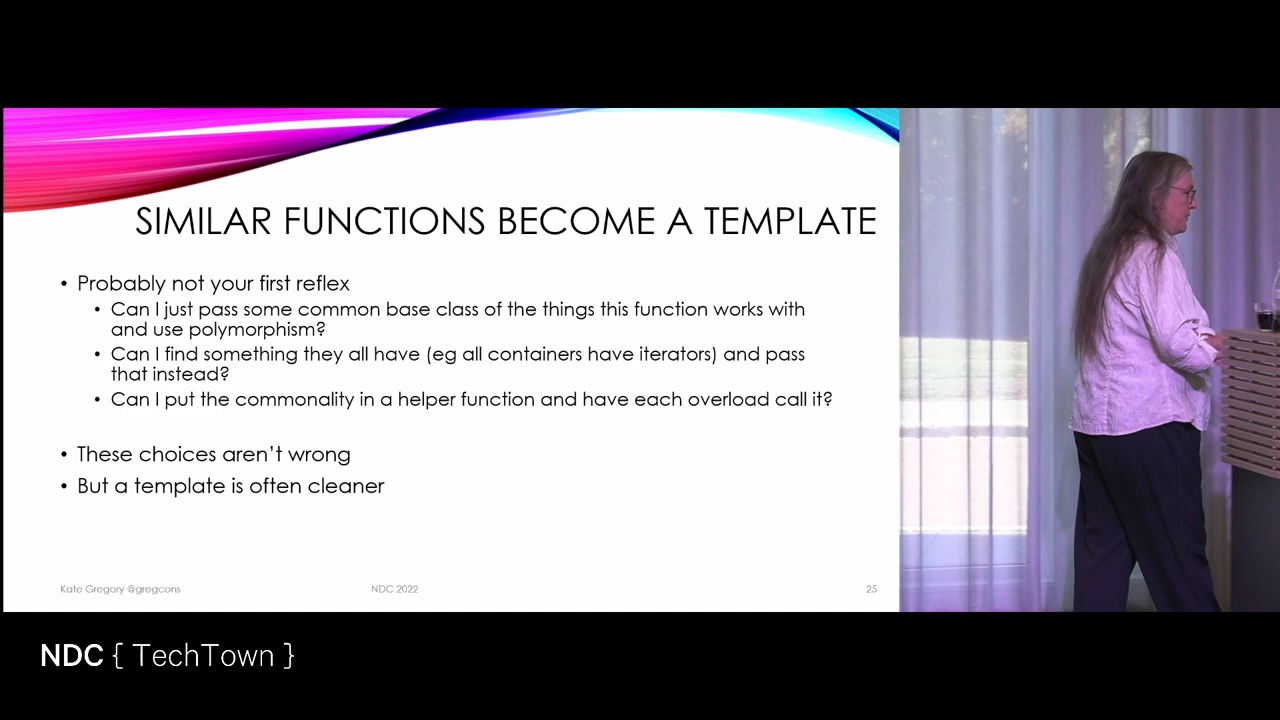 SIMILAR FUNCTIONS BECOME A TEMPLATE
• Probably not your first reflex
• Can I just pass some common base class of the things this function works with
and use polymorphism?
• Can I find something they all have (eg all containers have iterators) and pass
that instead?
• Can I put the commonality in a helper function and have each overload call it?
• These choices aren’t wrong
• But a template is often cleaner
Kate Gregory @gregcons
NDC 2022
25
NDC { TechTown }